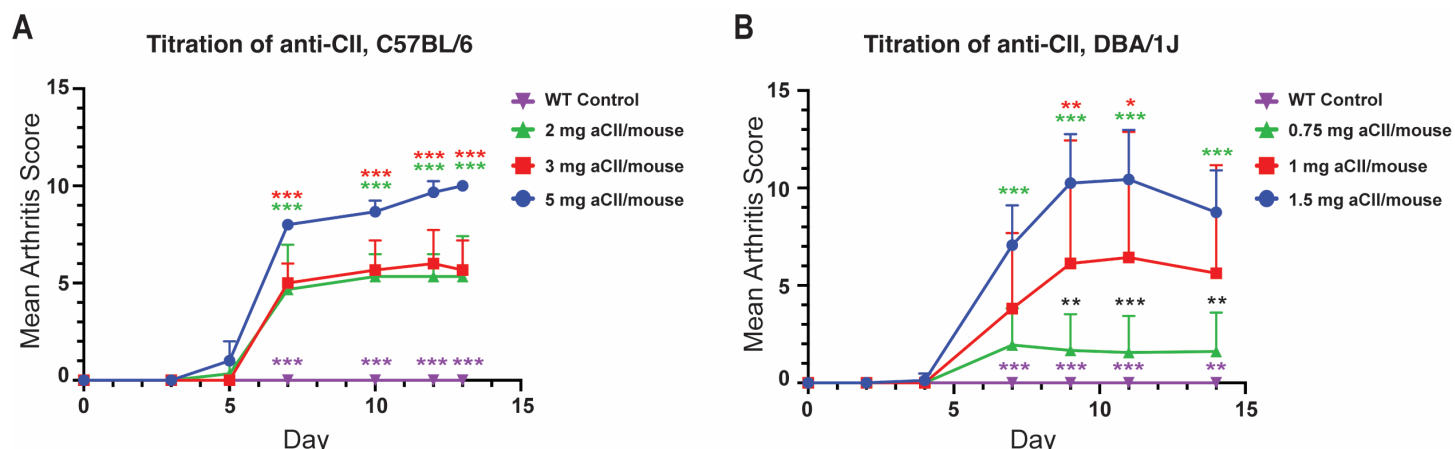 A
Titration of anti-CII, C57BL/6
Mean Arthritis Score
15
10
5
0
*** *** *** ***
*** *** *** ***
*** *** *** ***
0 5 10 15
Day
WT Control
2 mg aCII/mouse
3 mg aCII/mouse
5 mg aCII/mouse
B
Titration of anti-CII, DBA/1J
Mean Arthritis Score
15
10
5
0
** *
*** *** *** ***
** *** **
*** *** *** **
0 5 10 15
Day
WT Control
0.75 mg aCII/mouse
1 mg aCII/mouse
1.5 mg aCII/mouse